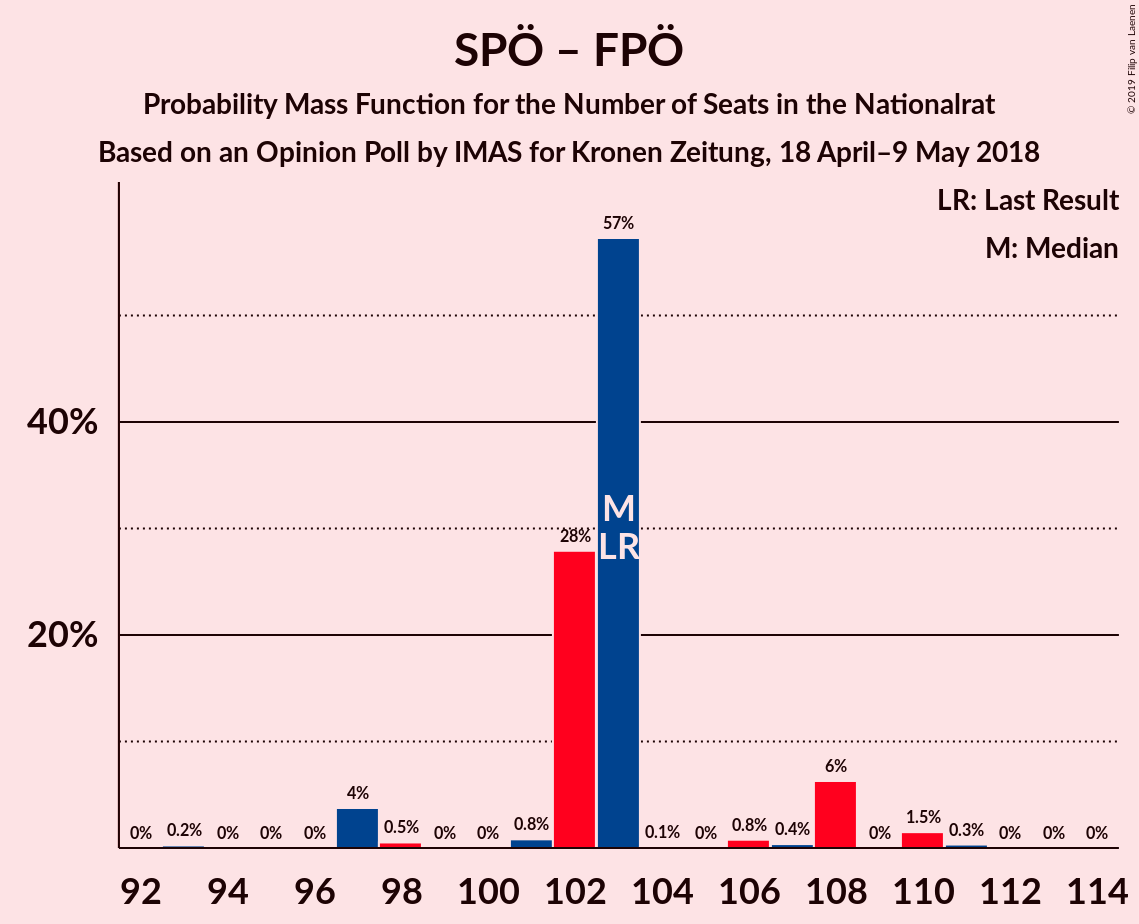 SPÖ – FPÖ
Probability Mass Function for the Number of Seats in the Nationalrat
Based on an Opinion Poll by IMAS for Kronen Zeitung, 18 April–9 May 2018
© 2019 Filip van Laenen
LR: Last Result
M: Median
57%
40%
M
28%
LR
20%
6%
4%
0% 0.2% 0% 0% 0% 0.5% 0% 0% 0.8% 0.1% 0% 0.8% 0.4% 0% 1.5% 0.3% 0% 0% 0%
92 94 96 98 100 102 104 106 108 110 112 114